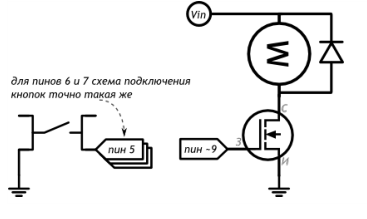 Vin
M
для пинов 6 и 7 схема подключения
кнопок точно такая же
С
пин 5
пин ~9
З
И